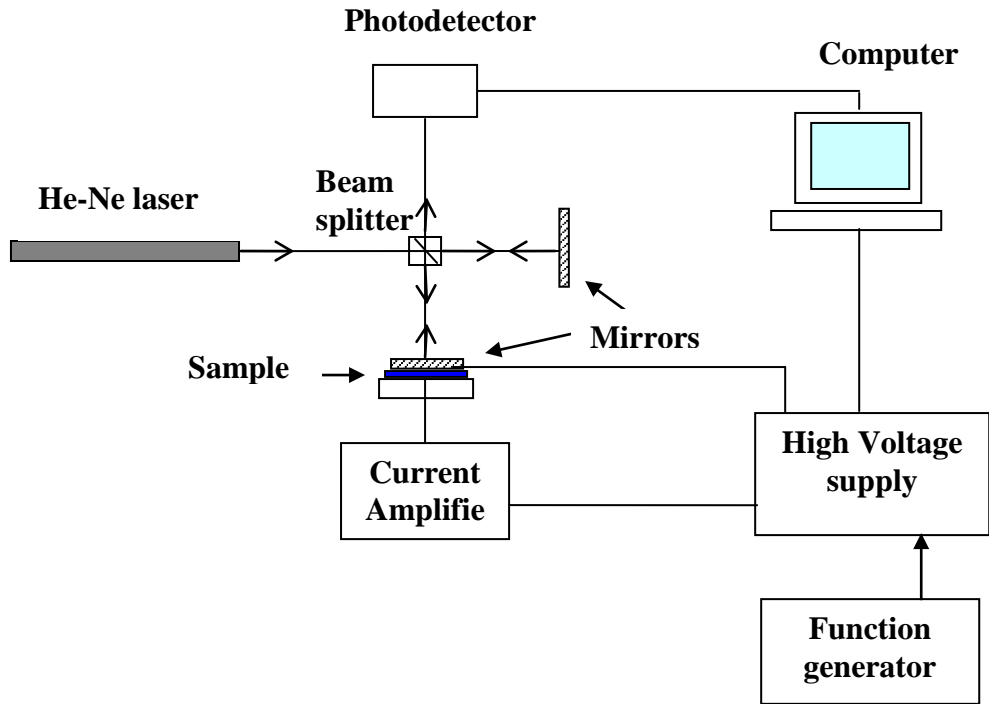 Photodetector
Computer
He-Ne laser
Beam
splitter
Mirrors
Sample
Current
Amplifie
High Voltage
supply
Function
generator